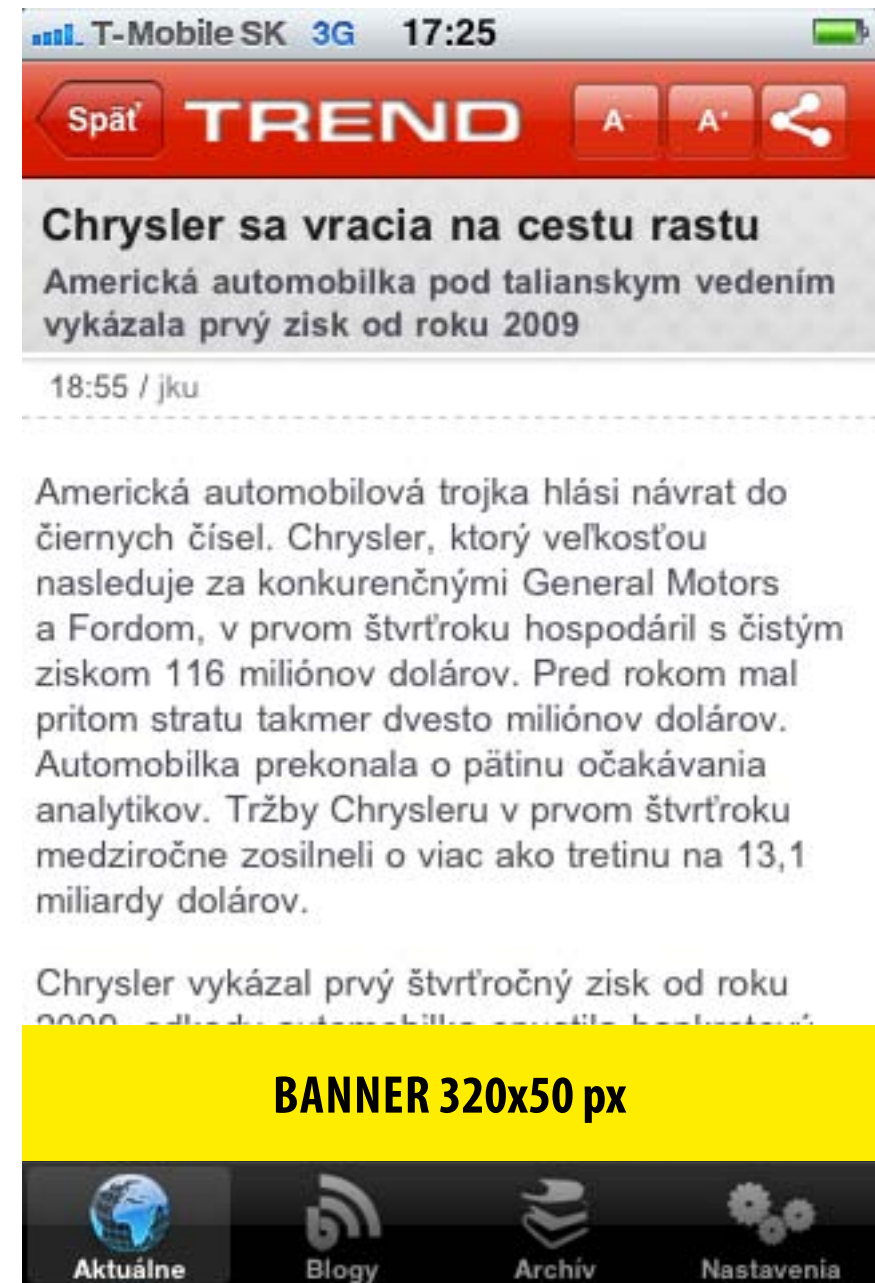 T-Mobile SK 3G 17:25
Späť TREND A- A+
Chrysler sa vracia na cestu rastu
Americká automobilka pod talianskym vedením
vykázala prvý zisk od roku 2009
18:55 / jku
Americká automobilová trojka hlási návrat do
čiernych čísel. Chrysler, ktorý veľkosťou
nasleduje za konkurenčnými General Motors
a Fordom, v prvom štvrťroku hospodáril s čistým
ziskom 116 miliónov dolárov. Pred rokom mal
pritom stratu takmer dvesto miliónov dolárov.
Automobilka prekonala o pätinu očakávania
analytikov. Tržby Chrysleru v prvom štvrťroku
medziročne zosilneli o viac ako tretinu na 13,1
miliardy dolárov.
Chrysler vykázal prvý štvrťročný zisk od roku
BANNER 320x50 px
Aktuálne Blogy Archív Nastavenia